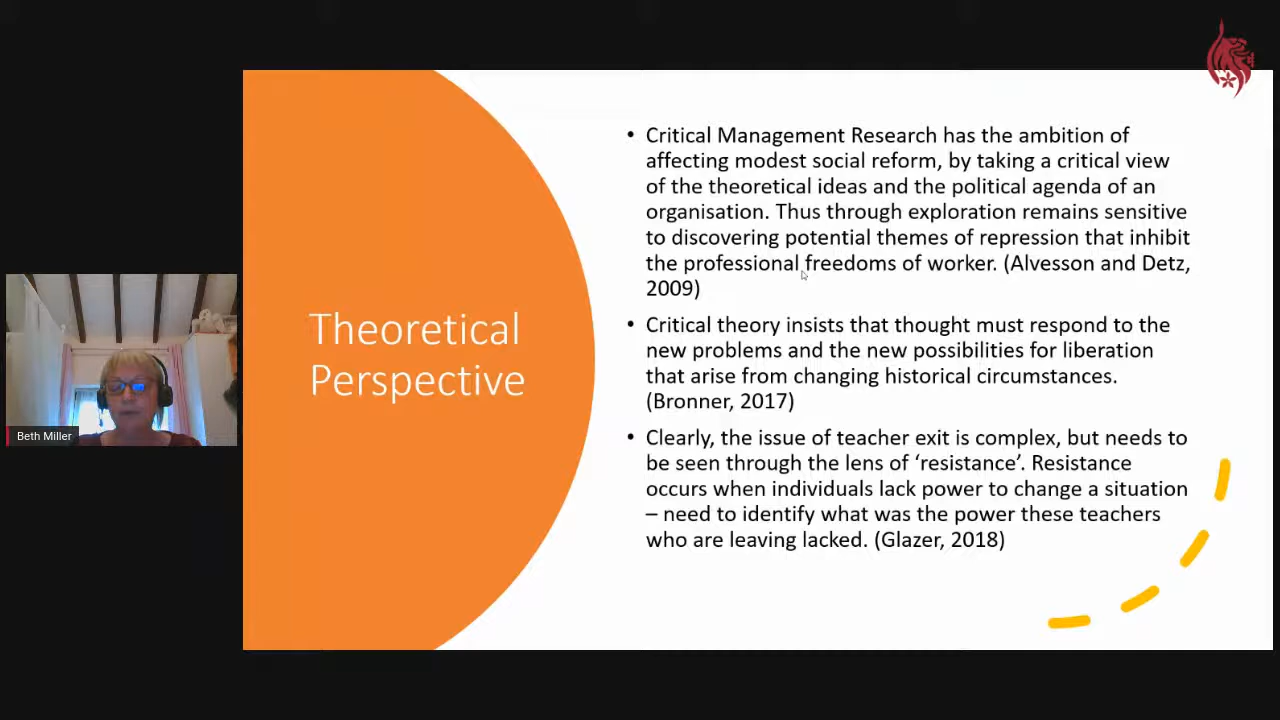 Theoretical
Perspective
• Critical Management Research has the ambition of
affecting modest social reform, by taking a critical view
of the theoretical ideas and the political agenda of an
organisation. Thus through exploration remains sensitive
to discovering potential themes of repression that inhibit
the professional freedoms of worker. (Alvesson and Detz,
2009)
• Critical theory insists that thought must respond to the
new problems and the new possibilities for liberation
that arise from changing historical circumstances.
(Bronner, 2017)
• Clearly, the issue of teacher exit is complex, but needs to
be seen through the lens of ‘resistance’. Resistance
occurs when individuals lack power to change a situation
– need to identify what was the power these teachers
who are leaving lacked. (Glazer, 2018)
Beth Miller